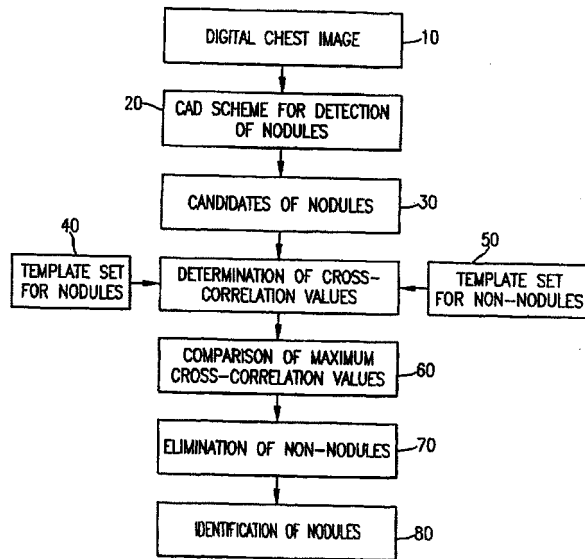 DIGITAL CHEST IMAGE
10
20
CAD SCHEME FOR DETECTION
OF NODULES
CANDIDATES OF NODULES
30
40
TEMPLATE SET
FOR NODULES
DETERMINATION OF CROSS-
CORRELATION VALUES
50
TEMPLATE SET
FOR NON-NODULES
COMPARISON OF MAXIMUM
CROSS-CORRELATION VALUES
60
ELIMINATION OF NON-NODULES
70
IDENTIFICATION OF NODULES
80